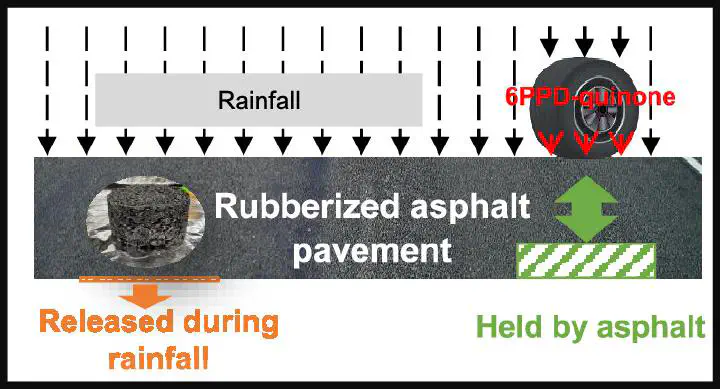 Rainfall
6PPD-quinone
Rubberized asphalt
pavement
Released during
rainfall
Held by asphalt